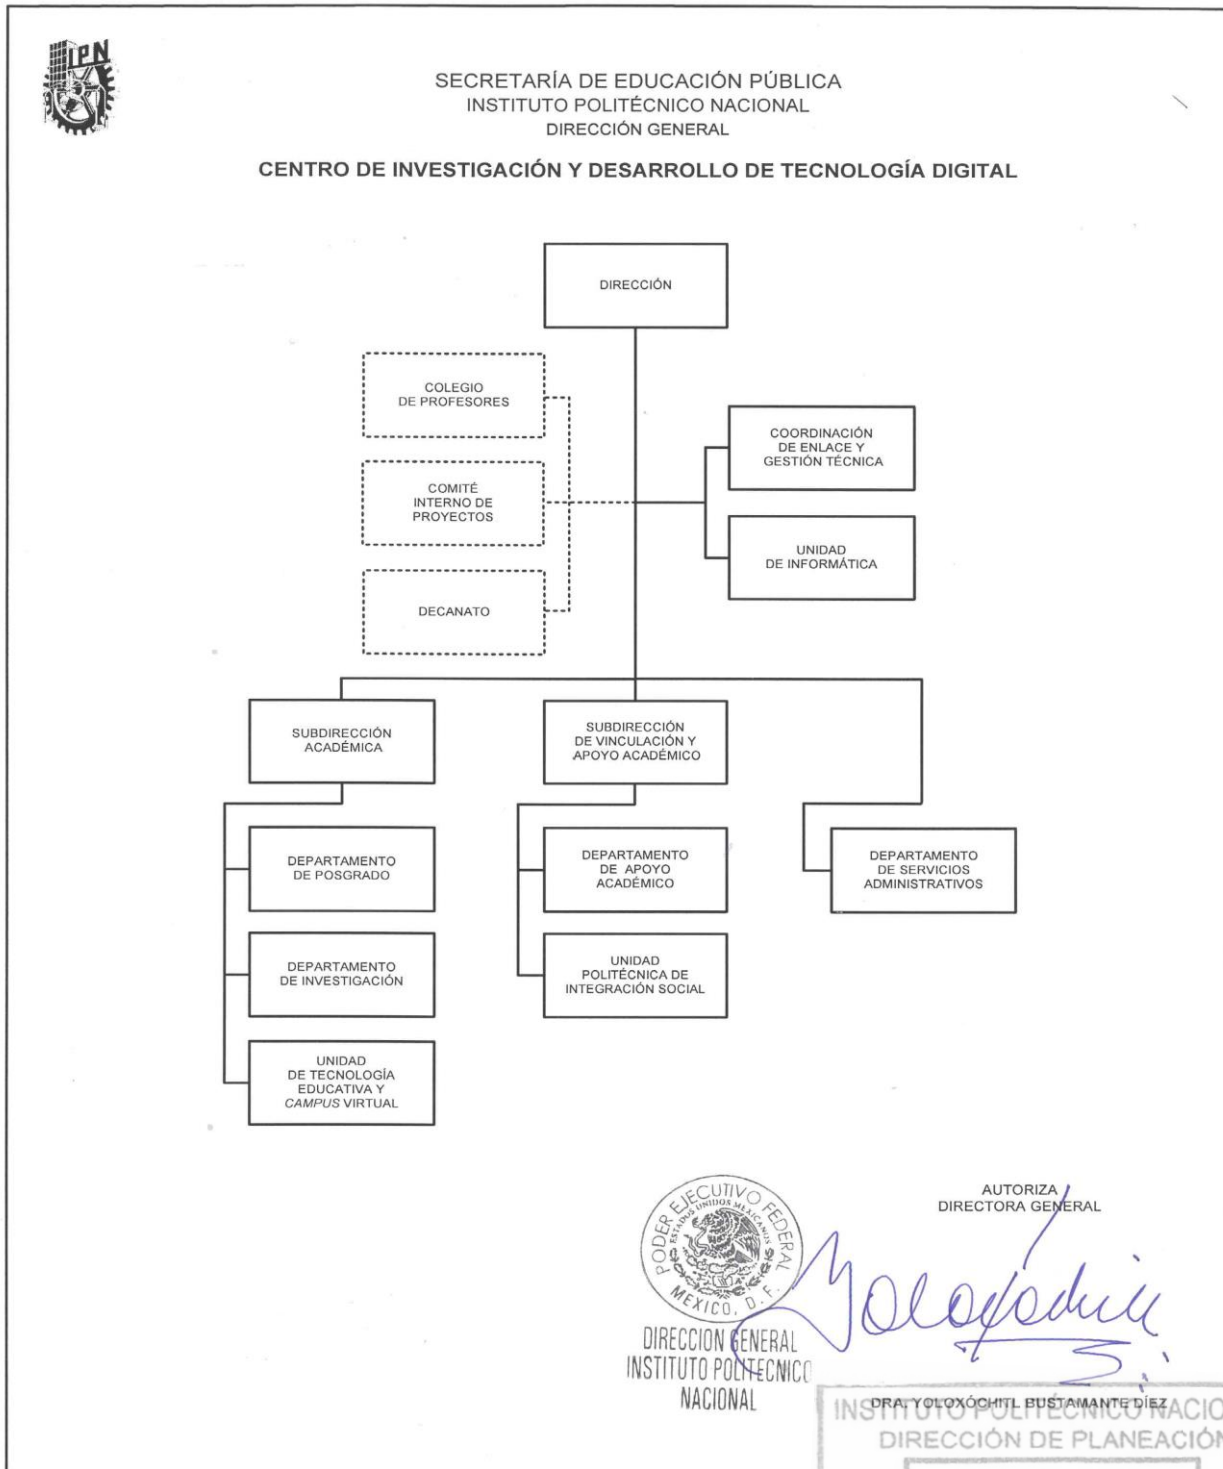 IPN
SECRETARÍA DE EDUCACIÓN PÚBLICA
INSTITUTO POLITÉCNICO NACIONAL
DIRECCIÓN GENERAL
CENTRO DE INVESTIGACIÓN Y DESARROLLO DE TECNOLOGÍA DIGITAL
DIRECCIÓN
COLEGIO
DE PROFESORES
COORDINACIÓN
DE ENLACE Y
GESTIÓN TÉCNICA
COMITÉ
INTERNO DE
PROYECTOS
UNIDAD
DE INFORMÁTICA
DECANATO
SUBDIRECCIÓN
ACADÉMICA
SUBDIRECCIÓN
DE VINCULACIÓN Y
APOYO ACADÉMICO
DEPARTAMENTO
DE POSGRADO
DEPARTAMENTO
DE APOYO
ACADÉMICO
DEPARTAMENTO
DE SERVICIOS
ADMINISTRATIVOS
DEPARTAMENTO
DE INVESTIGACIÓN
UNIDAD
POLITÉCNICA DE
INTEGRACIÓN SOCIAL
UNIDAD
DE TECNOLOGÍA
EDUCATIVA Y
CAMPUS VIRTUAL
PODER EJECUTIVO FEDERAL
ESTADOS UNIDOS MEXICANOS
MEXICO, D. F.
DIRECCION GENERAL
INSTITUTO POLITECNICO
NACIONAL
AUTORIZA
DIRECTORA GENERAL
Yoloxóchitl
DRA. YOLOXÓCHITL BUSTAMANTE DÍEZ
INSTITUTO POLITÉCNICO NACIO
DIRECCIÓN DE PLANEACIÓN